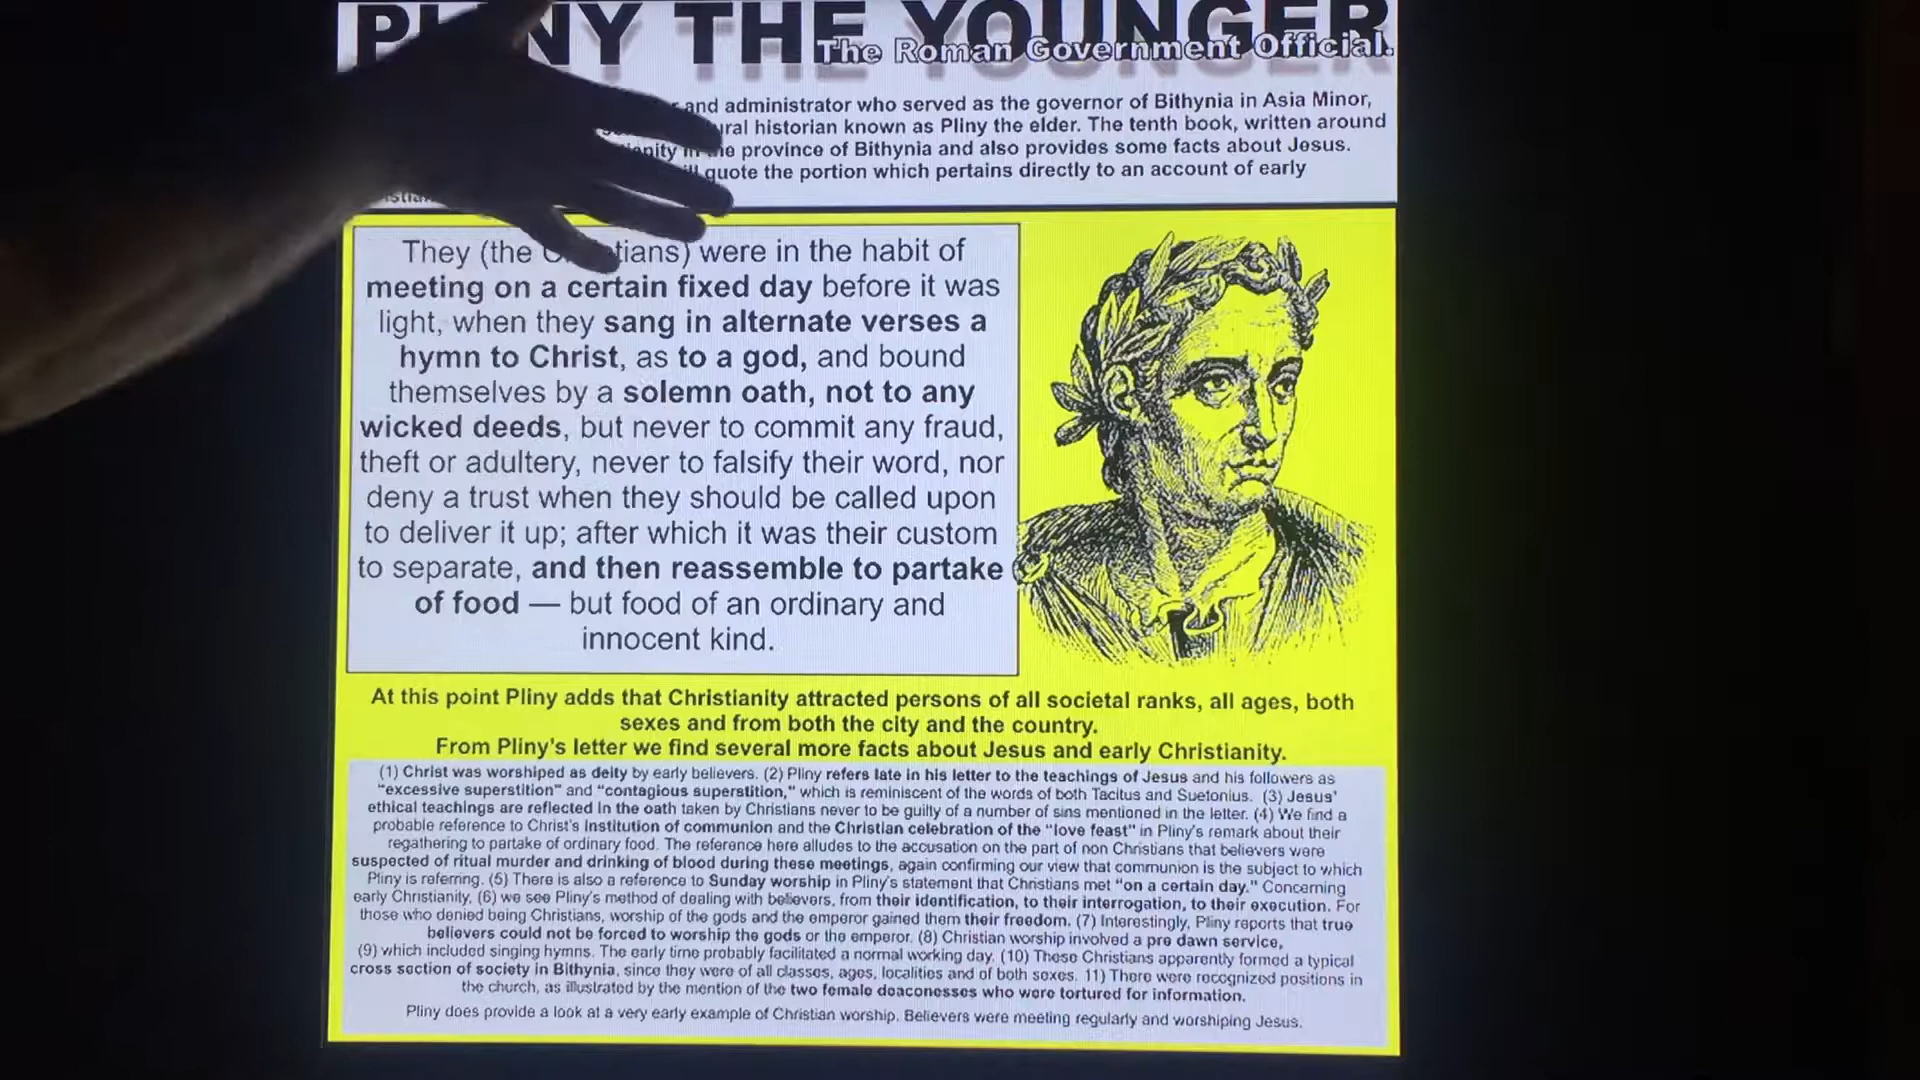 PLINY THE YOUNGER
The Roman Government Official.
and administrator who served as the governor of Bithynia in Asia Minor,
historian known as Pliny the elder. The tenth book, written around
province of Bithynia and also provides some facts about Jesus.
quote the portion which pertains directly to an account of early
They (the Christians) were in the habit of
meeting on a certain fixed day before it was
light, when they sang in alternate verses a
hymn to Christ, as to a god, and bound
themselves by a solemn oath, not to any
wicked deeds, but never to commit any fraud,
theft or adultery, never to falsify their word, nor
deny a trust when they should be called upon
to deliver it up; after which it was their custom
to separate, and then reassemble to partake
of food — but food of an ordinary and
innocent kind.
At this point Pliny adds that Christianity attracted persons of all societal ranks, all ages, both
sexes and from both the city and the country.
From Pliny's letter we find several more facts about Jesus and early Christianity.
(1) Christ was worshiped as deity by early believers. (2) Pliny refers late in his letter to the teachings of Jesus and his followers as
"excessive superstition" and "contagious superstition," which is reminiscent of the words of both Tacitus and Suetonius. (3) Jesus'
ethical teachings are reflected in the oath taken by Christians never to be guilty of a number of sins mentioned in the letter. (4) We find a
probable reference to Christ's institution of communion and the Christian celebration of the "love feast" in Pliny's remark about their
regathering to partake of ordinary food. The reference here alludes to the accusation on the part of non Christians that believers were
suspected of ritual murder and drinking of blood during these meetings, again confirming our view that communion is the subject to which
Pliny is referring. (5) There is also a reference to Sunday worship in Pliny's statement that Christians met "on a certain day." Concerning
early Christianity, (6) we see Pliny's method of dealing with believers, from their identification, to their interrogation, to their execution. For
those who denied being Christians, worship of the gods and the emperor gained them their freedom. (7) Interestingly, Pliny reports that true
believers could not be forced to worship the gods or the emperor. (8) Christian worship involved a pre dawn service,
(9) which included singing hymns. The early time probably facilitated a normal working day. (10) These Christians apparently formed a typical
cross section of society in Bithynia, since they were of all classes, ages, localities and of both sexes. 11) There were recognized positions in
the church, as illustrated by the mention of the two female deaconesses who were tortured for information.
Pliny does provide a look at a very early example of Christian worship. Believers were meeting regularly and worshiping Jesus.